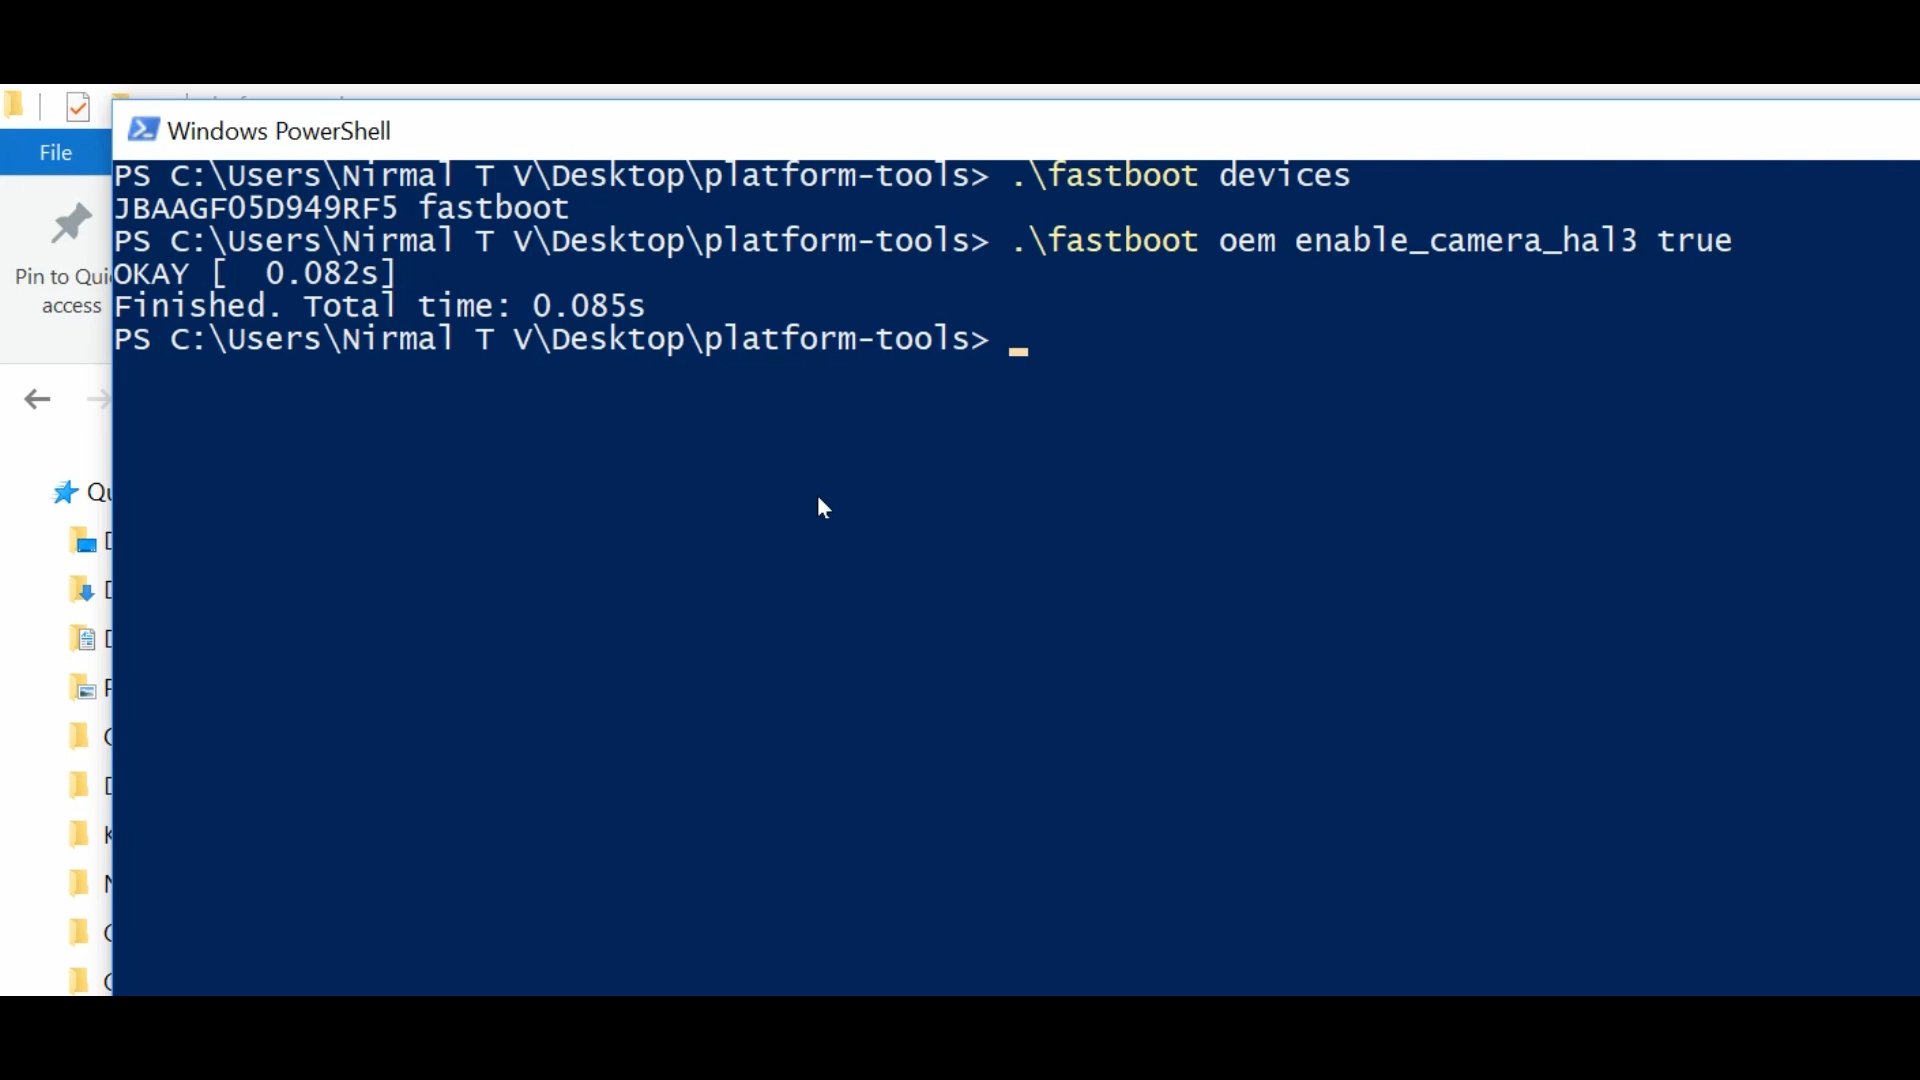 Windows PowerShell
File
PS C:\Users\Nirmal T V\Desktop\platform-tools> .\fastboot devices
JBAAGF05D949RF5 fastboot
PS C:\Users\Nirmal T V\Desktop\platform-tools> .\fastboot oem enable_camera_hal3 true
OKAY [  0.082s]
Finished. Total time: 0.085s
PS C:\Users\Nirmal T V\Desktop\platform-tools>
Pin to Qui
access
Qu